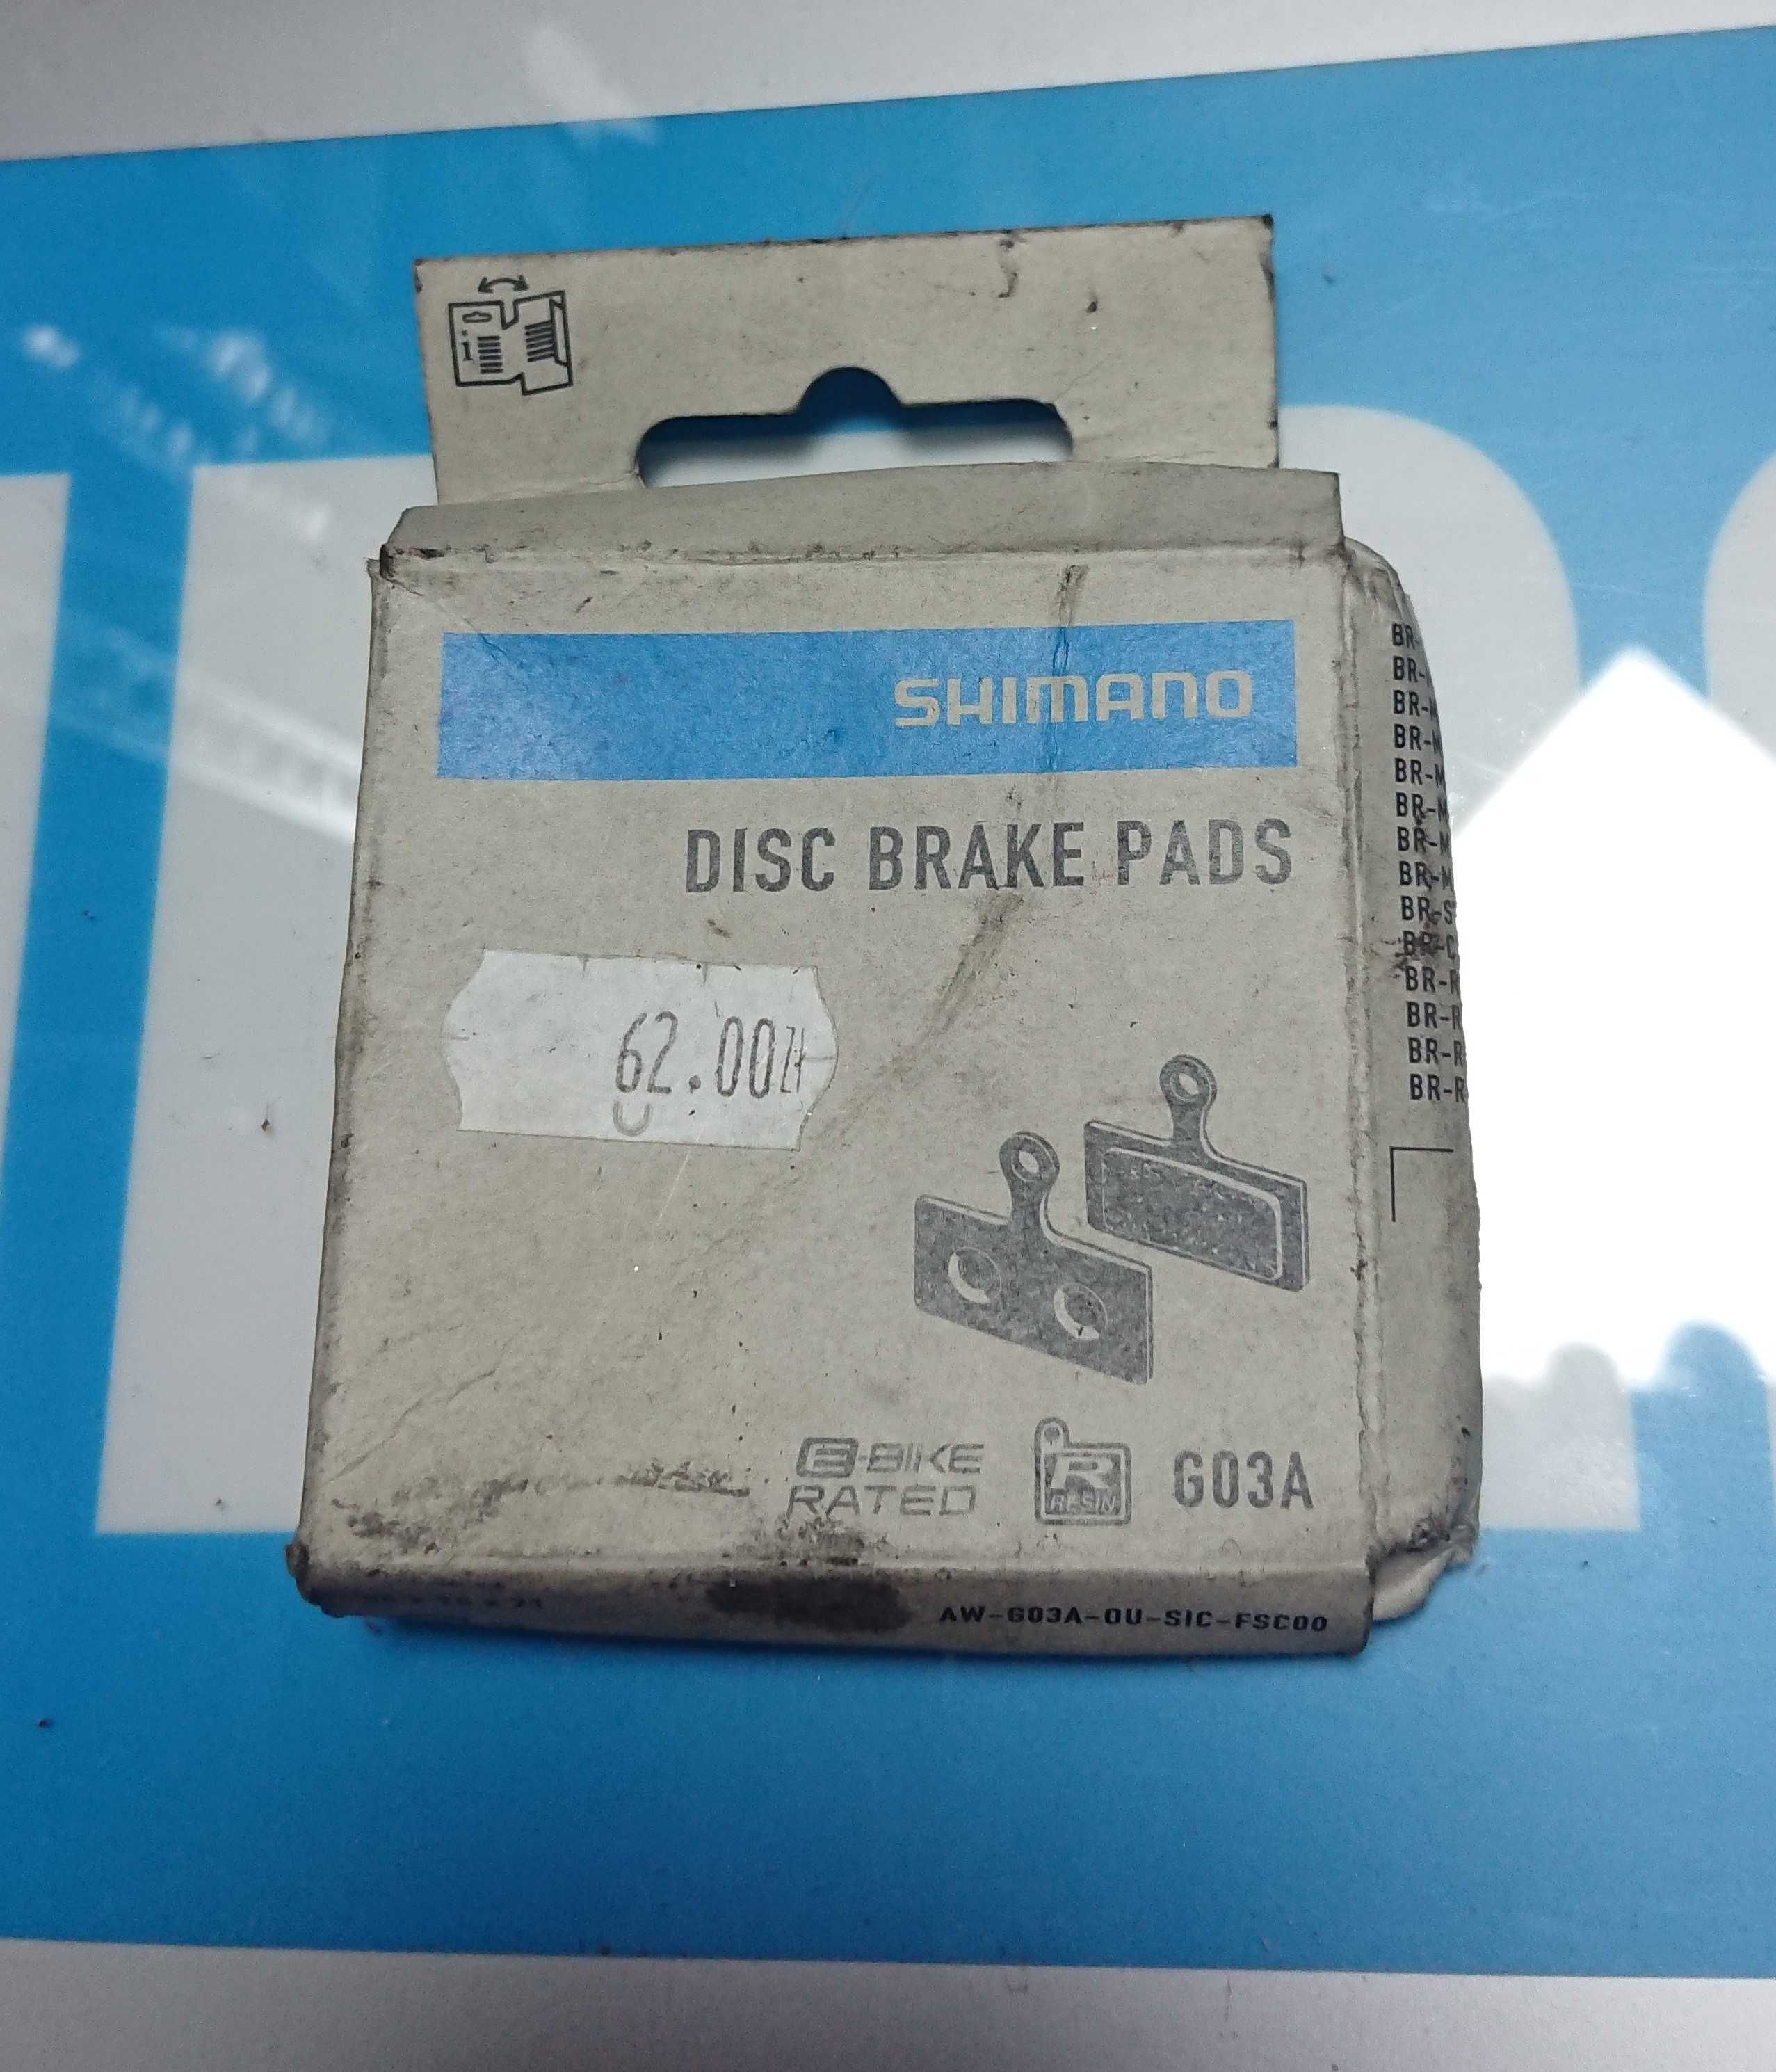 SHIMANO
DISC BRAKE PADS
62.00zł
E-BIKE
RATED
R
RESIN
G03A
AW-G03A-OU-SIC-FSC00
BR-
BR-
BR-M
BR-M
BR-M
BR-M
BR-M
BR-M
BR-S
BR-C
BR-R
BR-R
BR-R
BR-R